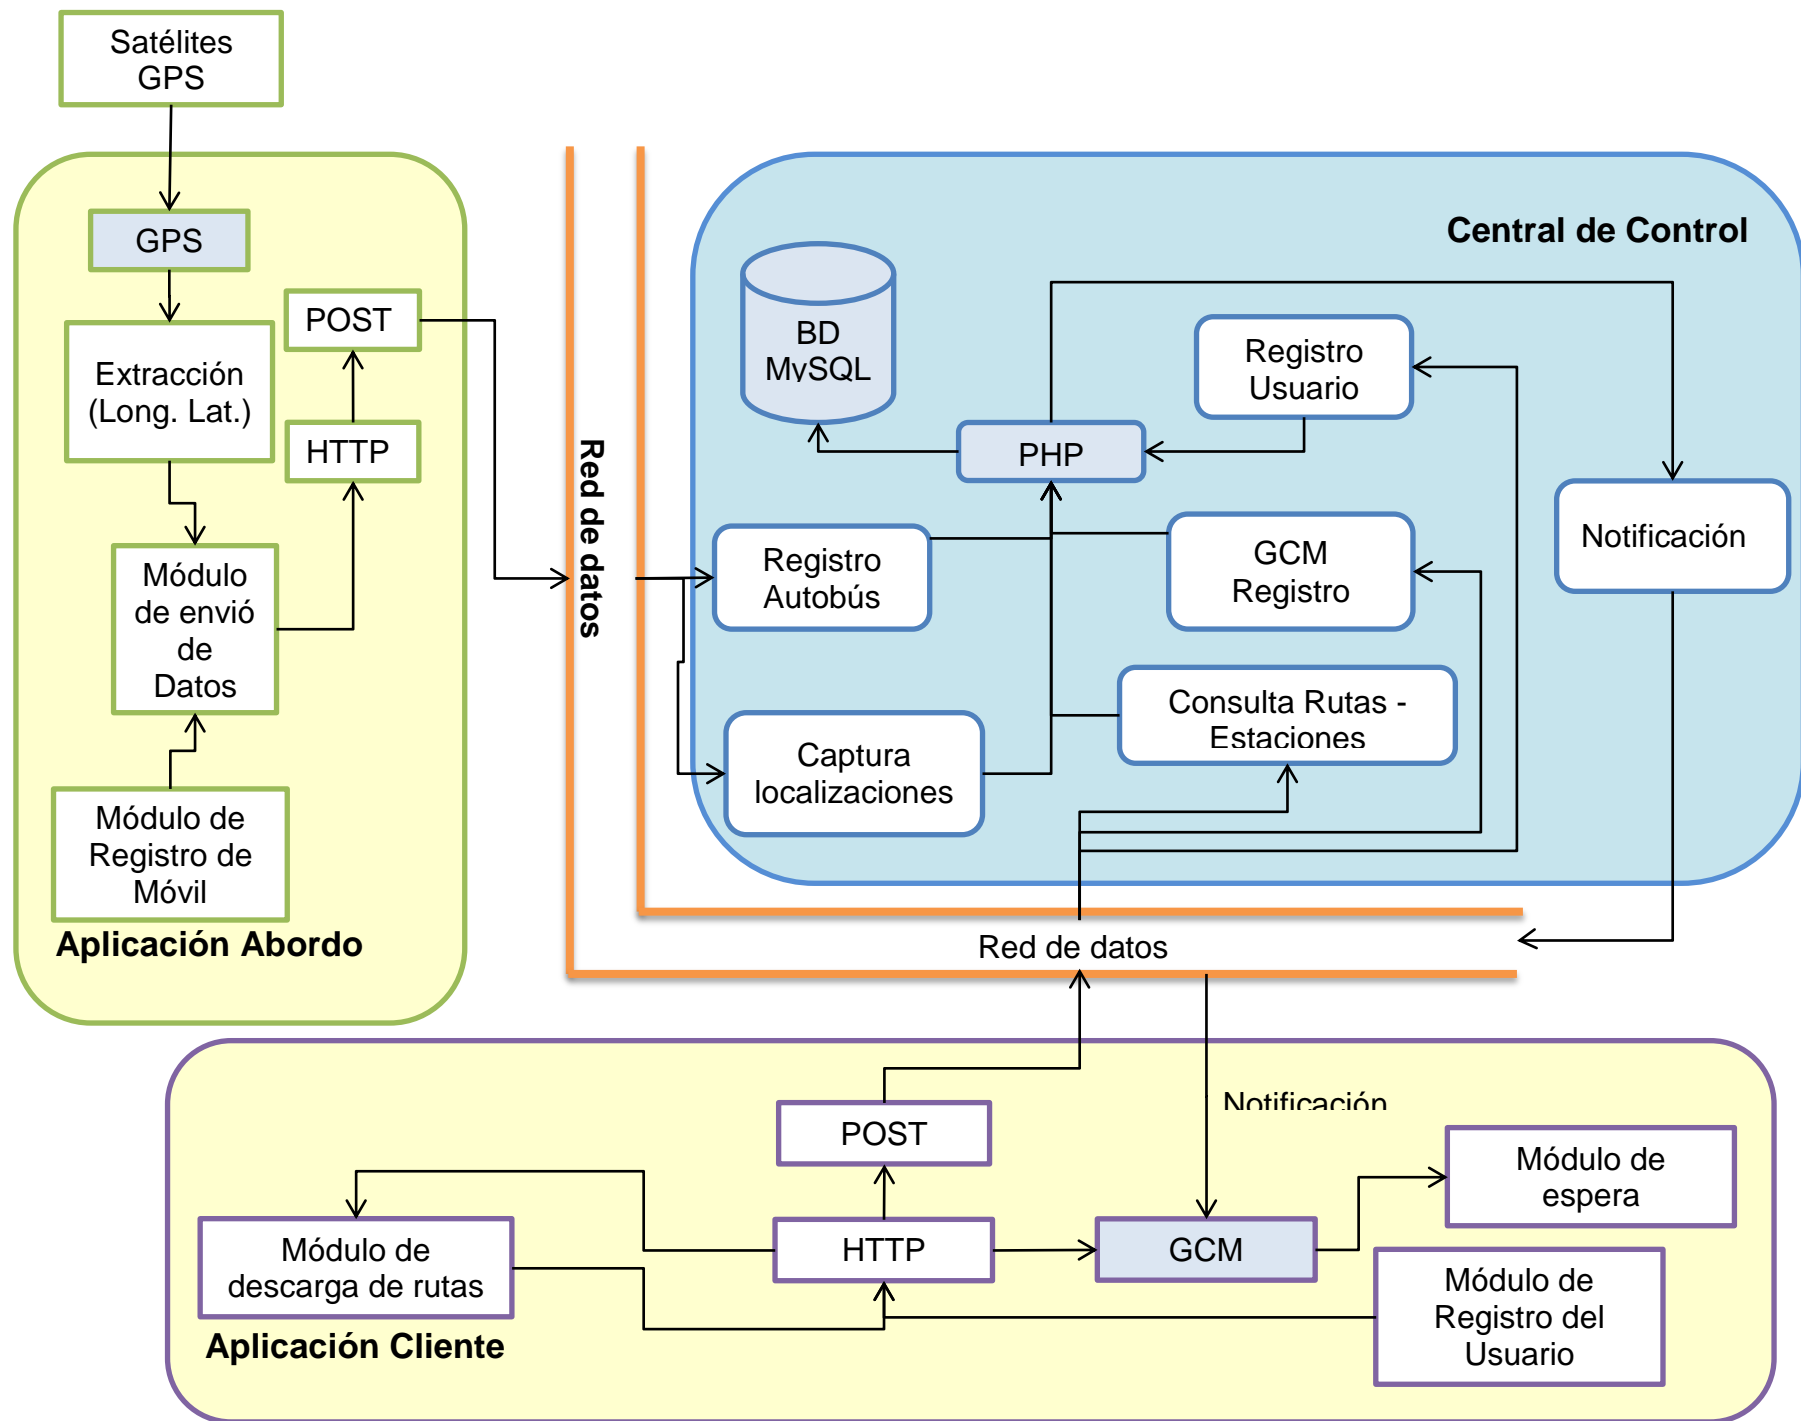 Satélites
GPS
GPS
Extracción
(Long. Lat.)
POST
HTTP
Módulo
de envió
de
Datos
Módulo de
Registro de
Móvil
Aplicación Abordo
Red de datos
Central de Control
BD
MySQL
Registro
Usuario
PHP
Registro
Autobús
GCM
Registro
Notificación
Captura
localizaciones
Consulta Rutas -
Estaciones
Red de datos
Notificación
POST
Módulo de
espera
Módulo de
descarga de rutas
HTTP
GCM
Módulo de
Registro del
Usuario
Aplicación Cliente